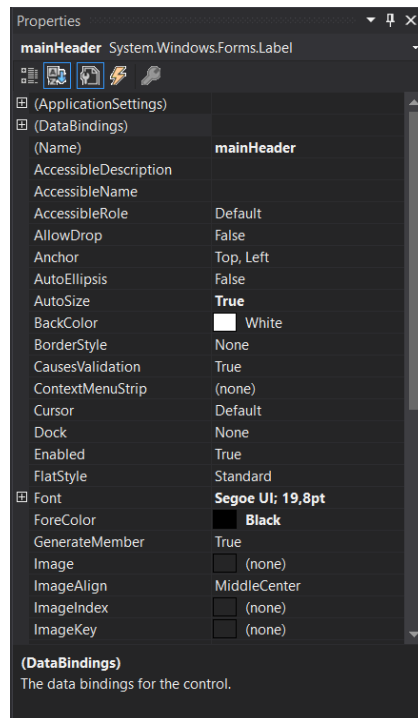 Properties
mainHeader System.Windows.Forms.Label
(ApplicationSettings)
(DataBindings)
(Name) mainHeader
AccessibleDescription
AccessibleName
AccessibleRole Default
AllowDrop False
Anchor Top, Left
AutoEllipsis False
AutoSize True
BackColor White
BorderStyle None
CausesValidation True
ContextMenuStrip (none)
Cursor Default
Dock None
Enabled True
FlatStyle Standard
Font Segoe UI; 19,8pt
ForeColor Black
GenerateMember True
Image (none)
ImageAlign MiddleCenter
ImageIndex (none)
ImageKey (none)
(DataBindings)
The data bindings for the control.